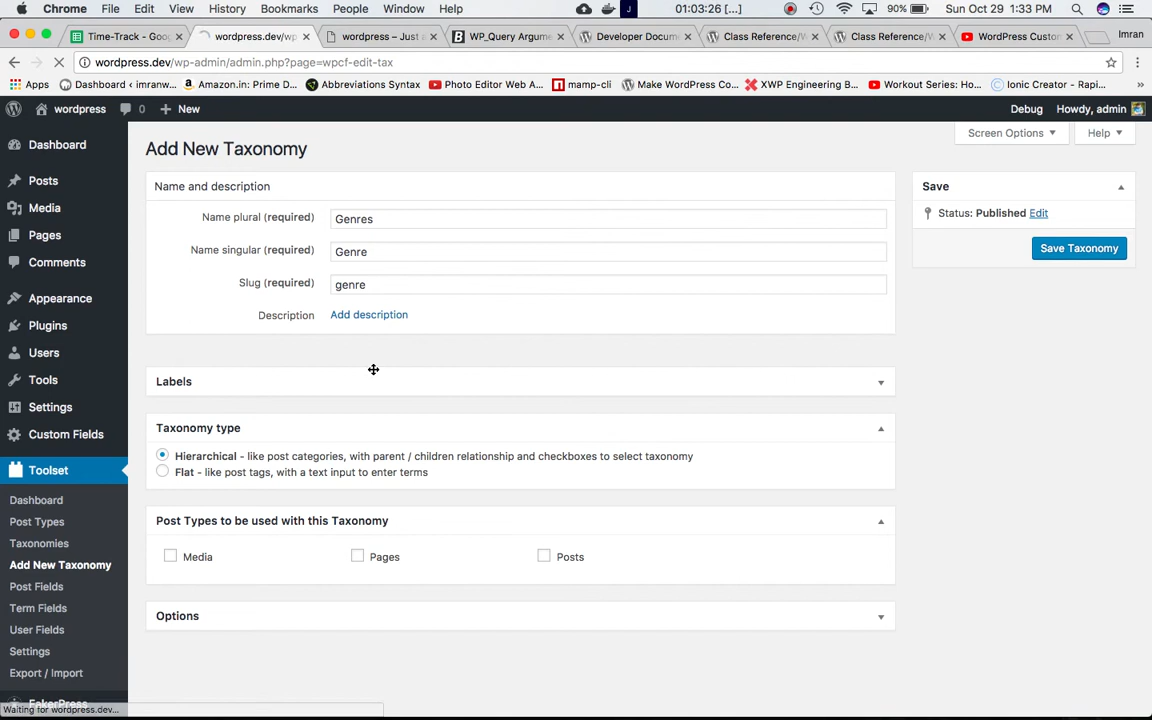 Chrome File Edit View History Bookmarks People Window Help J 01:03:26 [...] 90% Sun Oct 29 1:33 PM
Time-Track - Goog × wordpress.dev/wp × wordpress – Just a × WP_Query Argume × Developer Docume × Class Reference/W × Class Reference/W × WordPress Custom × Imran
wordpress.dev/wp-admin/admin.php?page=wpcf-edit-tax
Apps Dashboard ‹ imranw... Amazon.in: Prime D... Abbreviations Syntax Photo Editor Web A... mamp-cli Make WordPress Co... XWP Engineering B... Workout Series: Ho... Ionic Creator - Rapi... »
wordpress 0 New Debug Howdy, admin
Screen Options ▼ Help ▼
Dashboard
Posts
Media
Pages
Comments
Appearance
Plugins
Users
Tools
Settings
Custom Fields
Toolset
Dashboard
Post Types
Taxonomies
Add New Taxonomy
Post Fields
Term Fields
User Fields
Settings
Export / Import
FakerPress
Add New Taxonomy
Name and description
Name plural (required) Genres
Name singular (required) Genre
Slug (required) genre
Description Add description
Labels
Taxonomy type
Hierarchical - like post categories, with parent / children relationship and checkboxes to select taxonomy
Flat - like post tags, with a text input to enter terms
Post Types to be used with this Taxonomy
Media Pages Posts
Options
Save
Status: Published Edit
Save Taxonomy
Waiting for wordpress.dev...